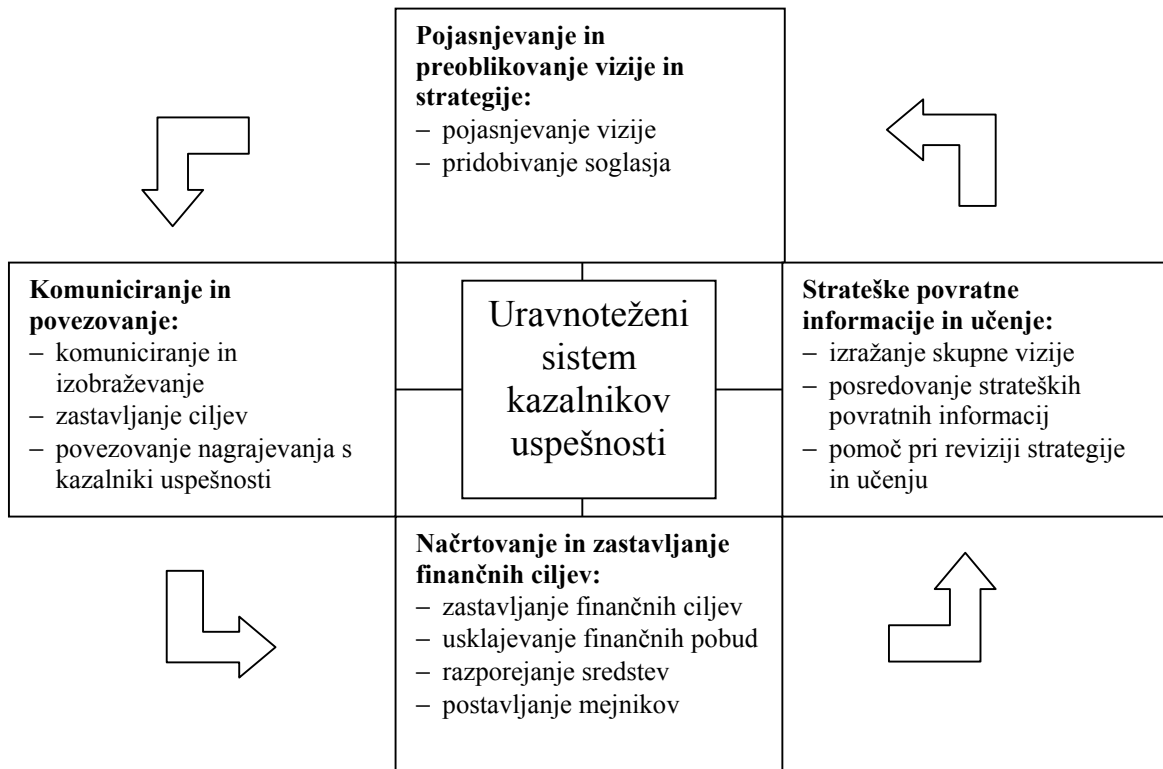 Pojasnjevanje in
preoblikovanje vizije in
strategije:
– pojasnjevanje vizije
– pridobivanje soglasja
Komuniciranje in
povezovanje:
– komuniciranje in
izobraževanje
– zastavljanje ciljev
– povezovanje nagrajevanja s
kazalniki uspešnosti
Uravnoteženi
sistem
kazalnikov
uspešnosti
Strateške povratne
informacije in učenje:
– izražanje skupne vizije
– posredovanje strateških
povratnih informacij
– pomoč pri reviziji strategije
in učenju
Načrtovanje in zastavljanje
finančnih ciljev:
– zastavljanje finančnih ciljev
– usklajevanje finančnih pobud
– razporejanje sredstev
– postavljanje mejnikov